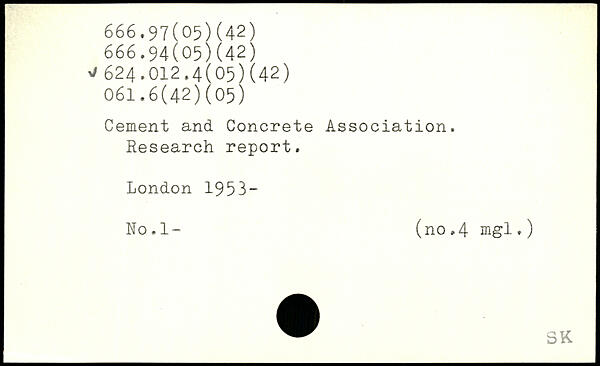 666.97(05)(42)
666.94(05)(42)
✓ 624.012.4(05)(42)
061.6(42)(05)
Cement and Concrete Association.
Research report.
London 1953-
No.1- (no.4 mgl.)
SK